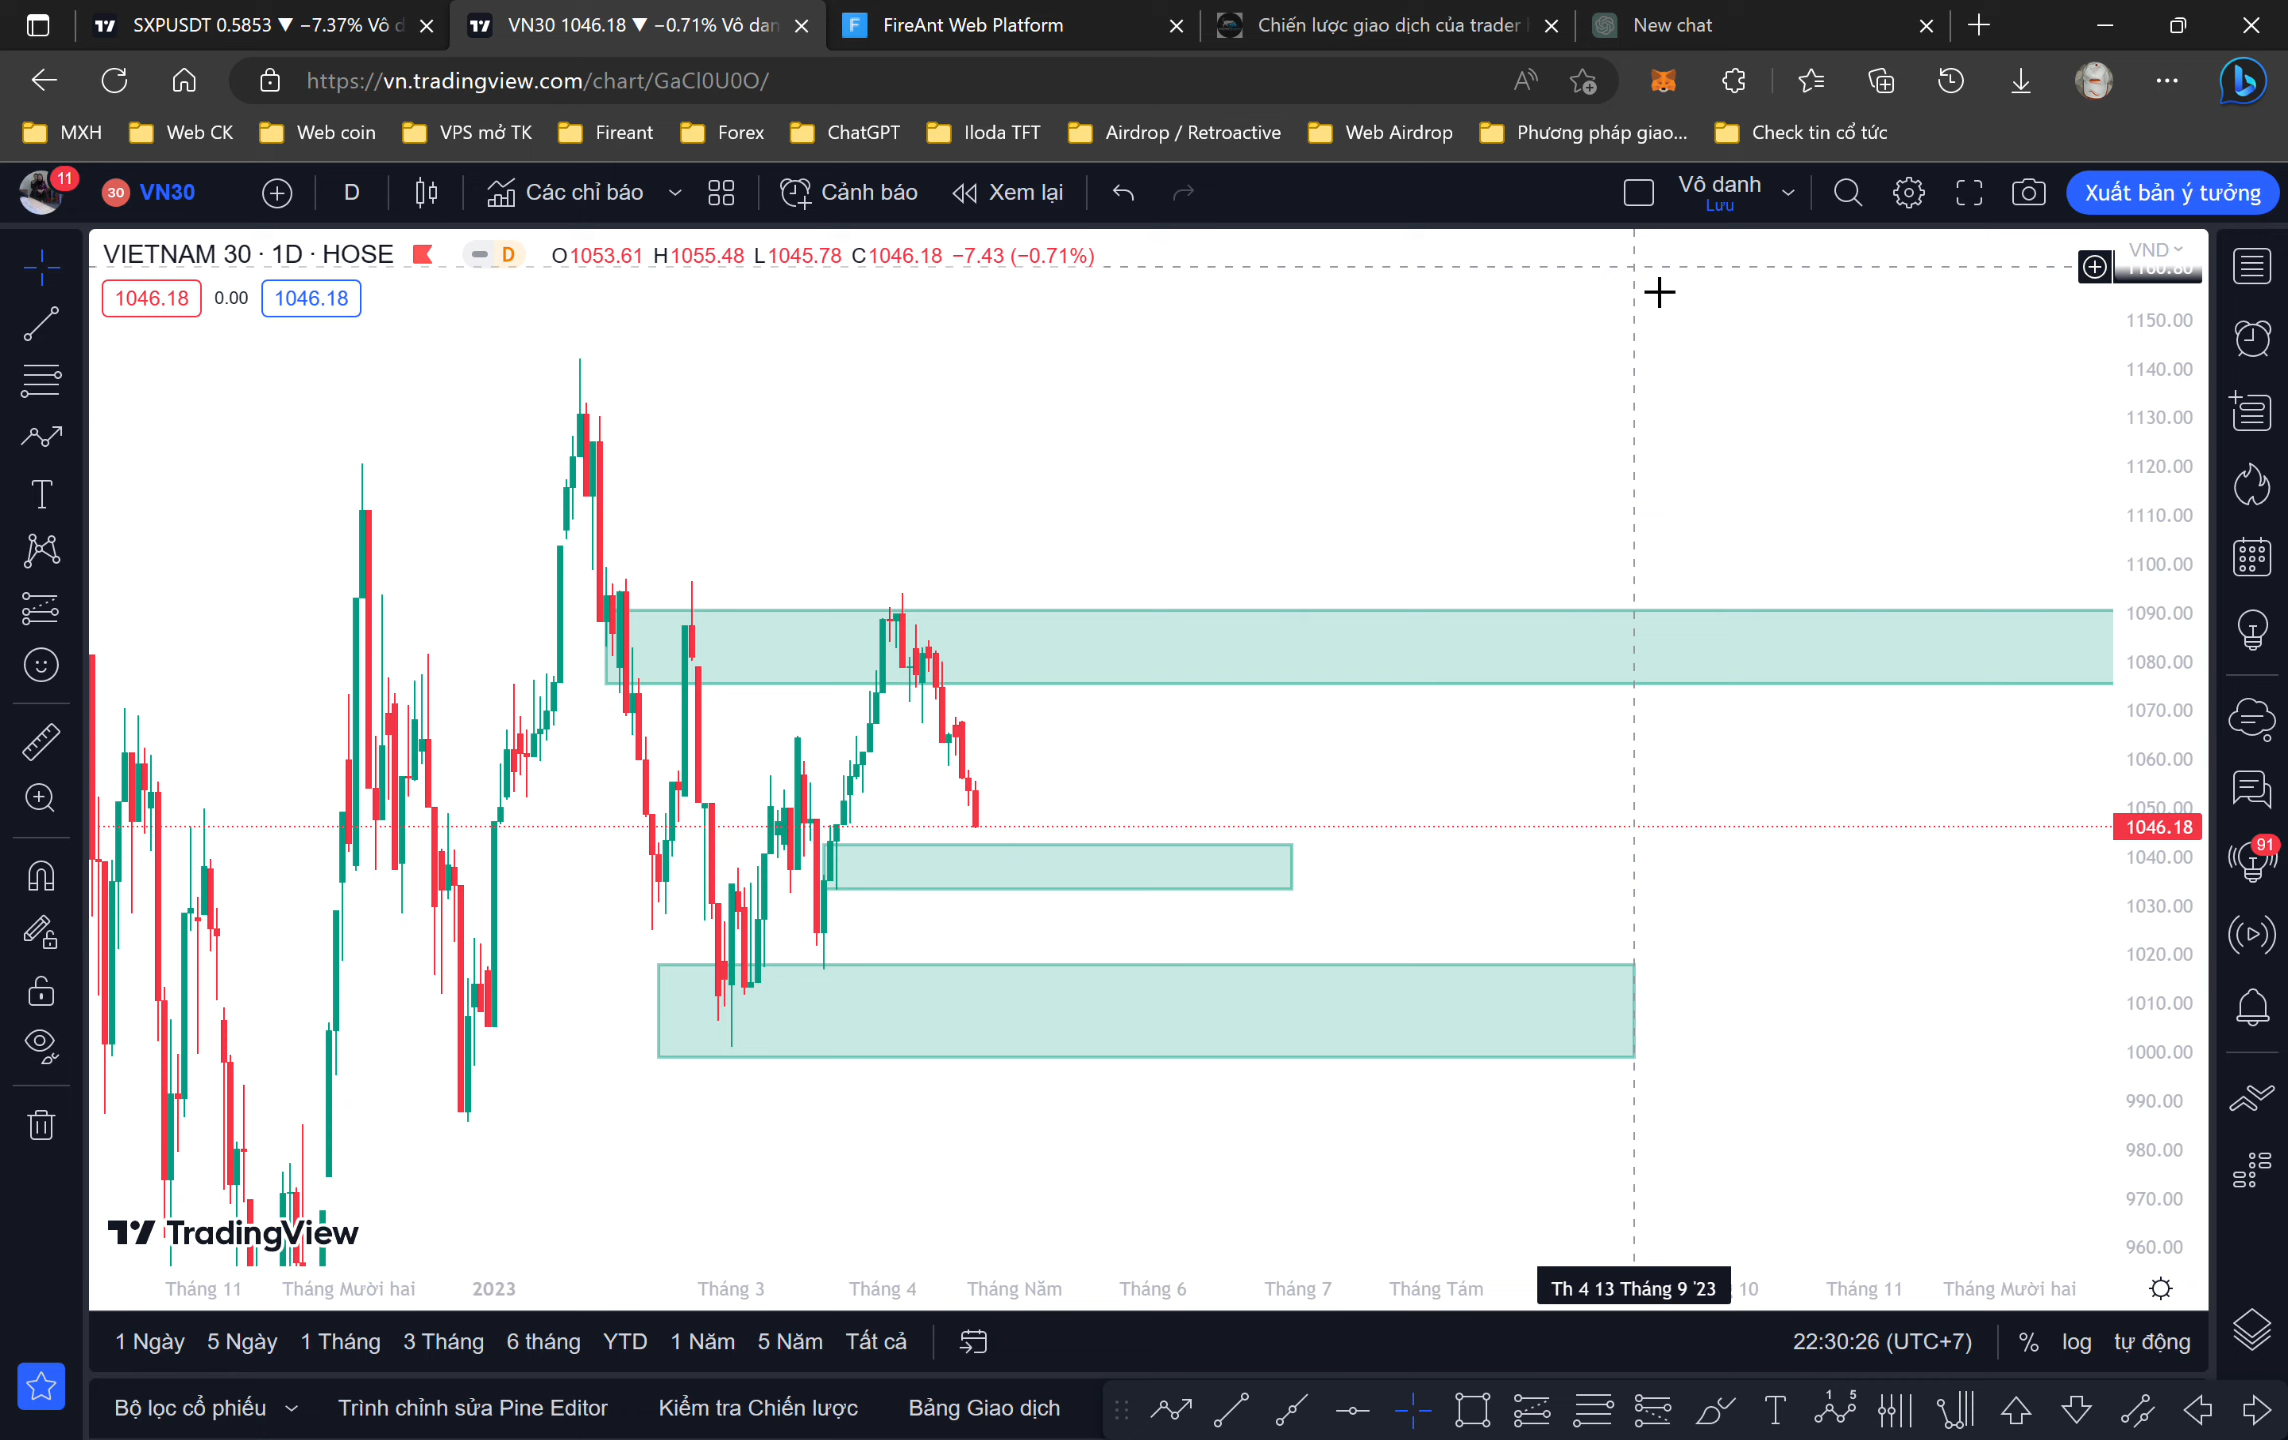 SXPUSDT 0.5853 ▼ −7.37% Vô d
VN30 1046.18 ▼ −0.71% Vô dan
FireAnt Web Platform
Chiến lược giao dịch của trader
New chat
https://vn.tradingview.com/chart/GaCl0U0O/
MXH
Web CK
Web coin
VPS mở TK
Fireant
Forex
ChatGPT
Iloda TFT
Airdrop / Retroactive
Web Airdrop
Phương pháp giao...
Check tin cổ tức
11
30 VN30
D
Các chỉ báo
Cảnh báo
Xem lại
Vô danh
Lưu
Xuất bản ý tưởng
VIETNAM 30 · 1D · HOSE
D
O1053.61 H1055.48 L1045.78 C1046.18 −7.43 (−0.71%)
1046.18 0.00 1046.18
VND
1160.80
1150.00
1140.00
1130.00
1120.00
1110.00
1100.00
1090.00
1080.00
1070.00
1060.00
1050.00
1046.18
1040.00
1030.00
1020.00
1010.00
1000.00
990.00
980.00
970.00
960.00
91
TradingView
Tháng 11
Tháng Mười hai
2023
Tháng 3
Tháng 4
Tháng Năm
Tháng 6
Tháng 7
Tháng Tám
Th 4 13 Tháng 9 '23
10
Tháng 11
Tháng Mười hai
1 Ngày
5 Ngày
1 Tháng
3 Tháng
6 tháng
YTD
1 Năm
5 Năm
Tất cả
22:30:26 (UTC+7)
%
log
tự động
Bộ lọc cổ phiếu
Trình chỉnh sửa Pine Editor
Kiểm tra Chiến lược
Bảng Giao dịch